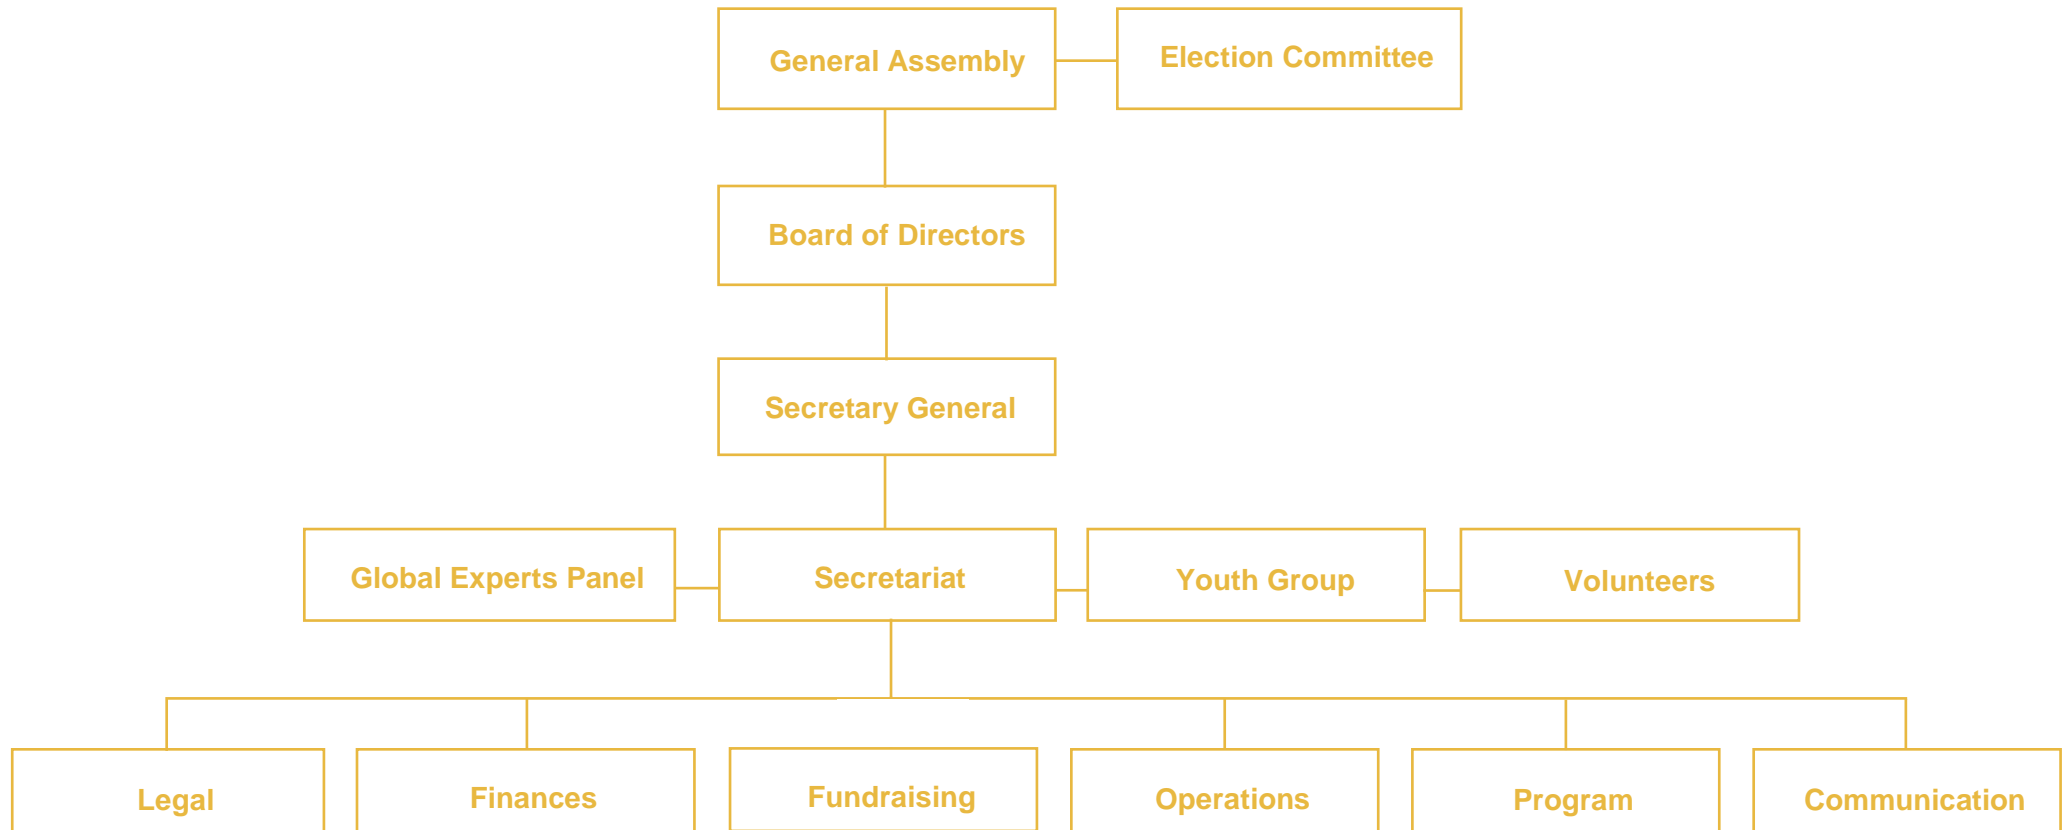 General Assembly
Election Committee
Board of Directors
Secretary General
Global Experts Panel
Secretariat
Youth Group
Volunteers
Legal
Finances
Fundraising
Operations
Program
Communication